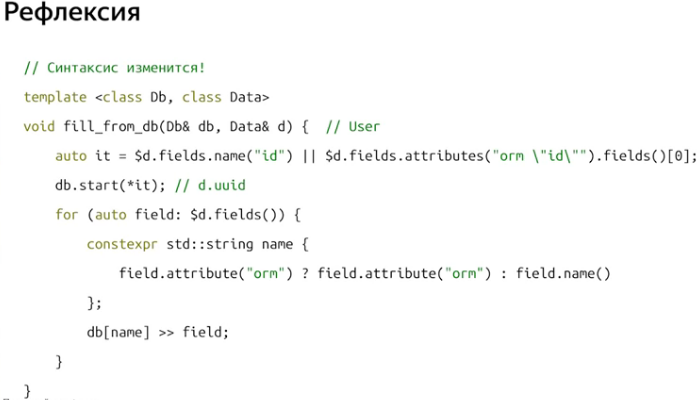 Рефлексия
// Синтаксис изменится!
template <class Db, class Data>
void fill_from_db(Db& db, Data& d) {  // User
    auto it = $d.fields.name("id") || $d.fields.attributes("orm \"id\"").fields()[0];
    db.start(*it); // d.uuid
    for (auto field: $d.fields()) {
        constexpr std::string name {
            field.attribute("orm") ? field.attribute("orm") : field.name()
        };
        db[name] >> field;
    }
}